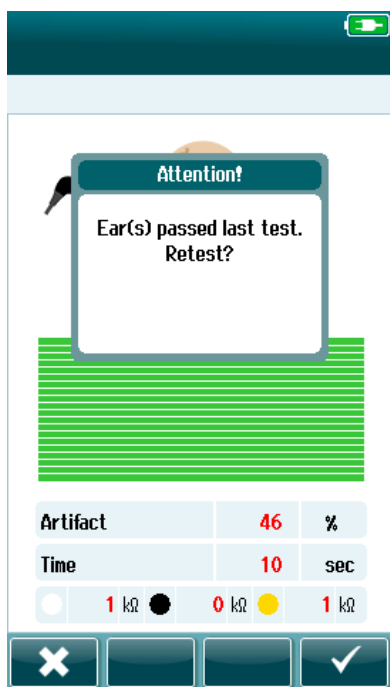 Attention!
Ear(s) passed last test.
Retest?
Artifact 46 %
Time 10 sec
1 kΩ 0 kΩ 1 kΩ